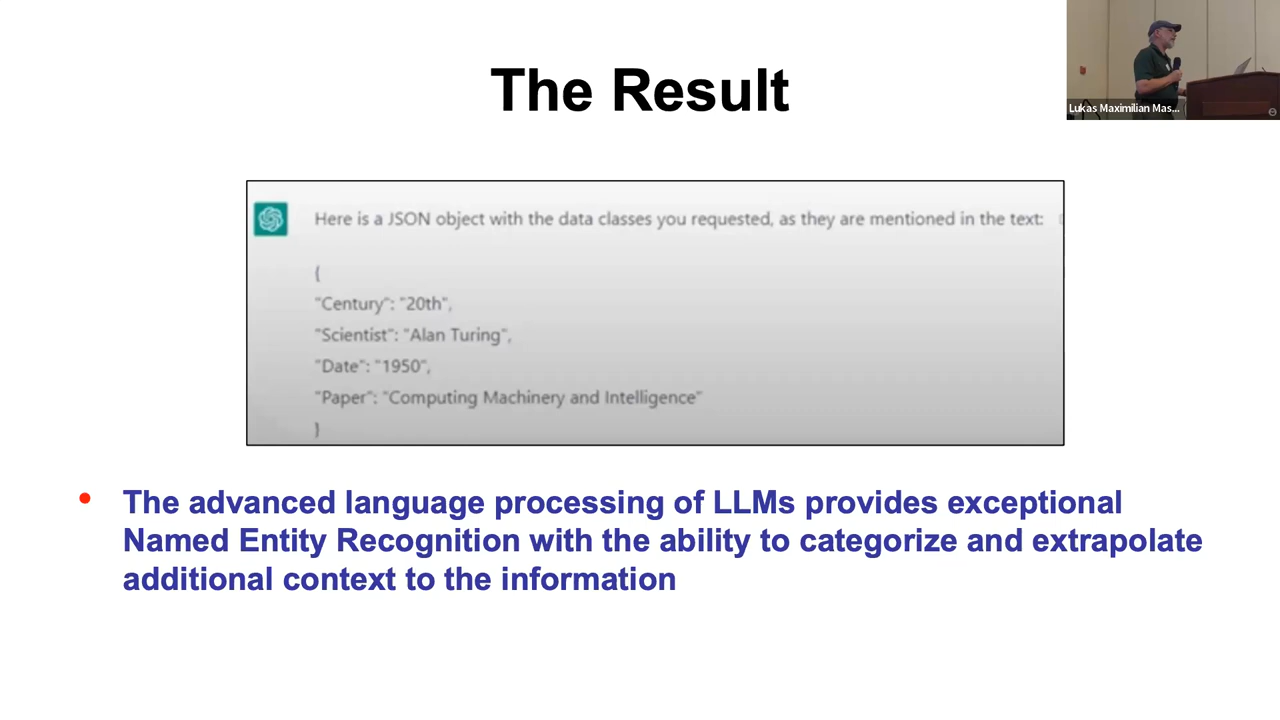 Lukas Maximilian Mas...
The Result
Here is a JSON object with the data classes you requested, as they are mentioned in the text:
{
"Century": "20th",
"Scientist": "Alan Turing",
"Date": "1950",
"Paper": "Computing Machinery and Intelligence"
}
• The advanced language processing of LLMs provides exceptional
Named Entity Recognition with the ability to categorize and extrapolate
additional context to the information